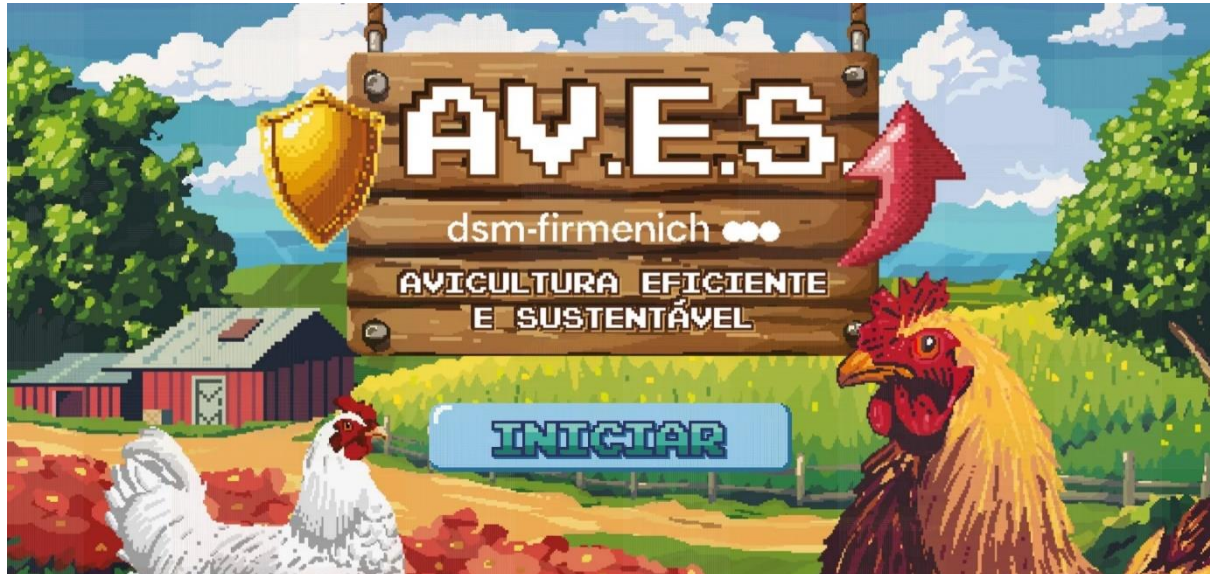 AV.E.S.
dsm-firmenich
AVICULTURA EFICIENTE
E SUSTENTÁVEL
INICIAR